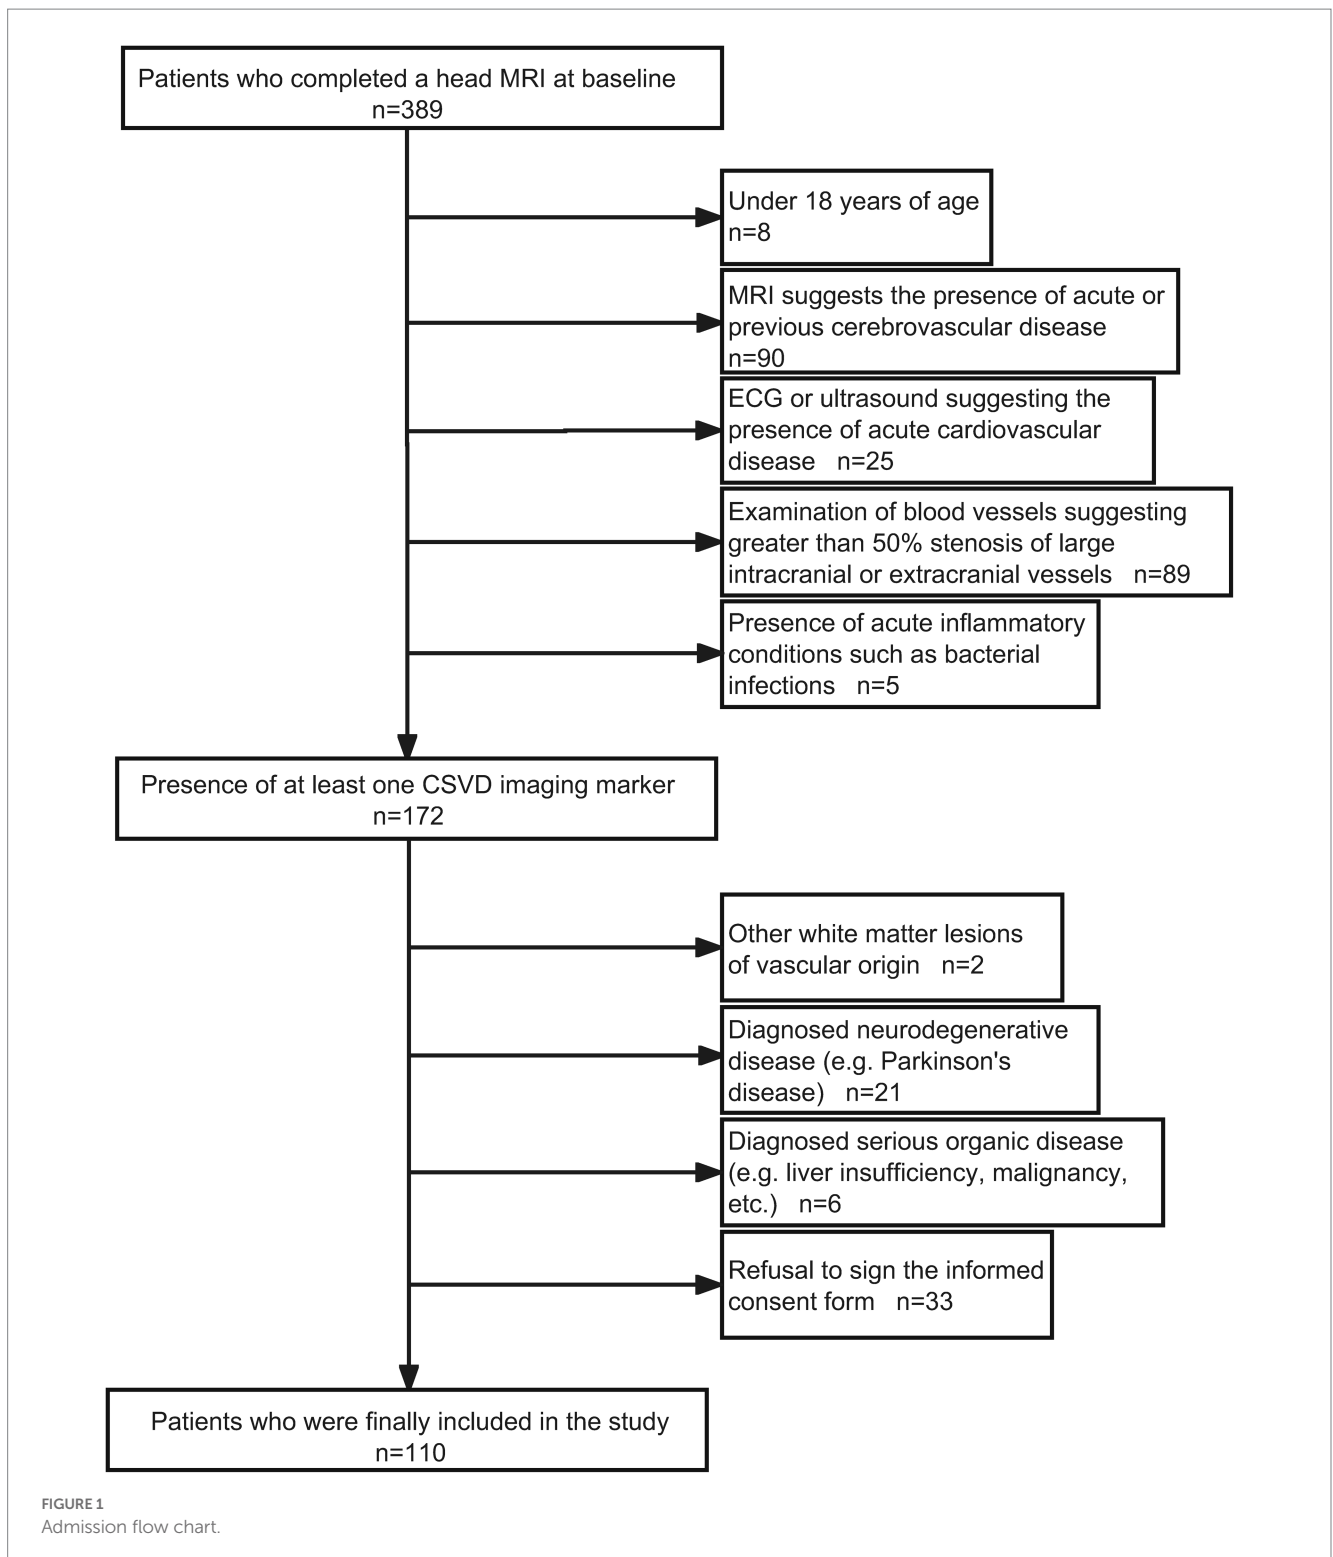 Patients who completed a head MRI at baseline
n=389
Under 18 years of age
n=8
MRI suggests the presence of acute or
previous cerebrovascular disease
n=90
ECG or ultrasound suggesting the
presence of acute cardiovascular
disease n=25
Examination of blood vessels suggesting
greater than 50% stenosis of large
intracranial or extracranial vessels n=89
Presence of acute inflammatory
conditions such as bacterial
infections n=5
Presence of at least one CSVD imaging marker
n=172
Other white matter lesions
of vascular origin n=2
Diagnosed neurodegenerative
disease (e.g. Parkinson's
disease) n=21
Diagnosed serious organic disease
(e.g. liver insufficiency, malignancy,
etc.) n=6
Refusal to sign the informed
consent form n=33
Patients who were finally included in the study
n=110
FIGURE 1
Admission flow chart.